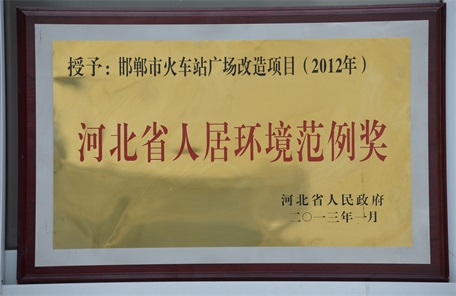 授予：邯郸市火车站广场改造项目（2012年）
河北省人居环境范例奖
河北省人民政府
二〇一三年一月